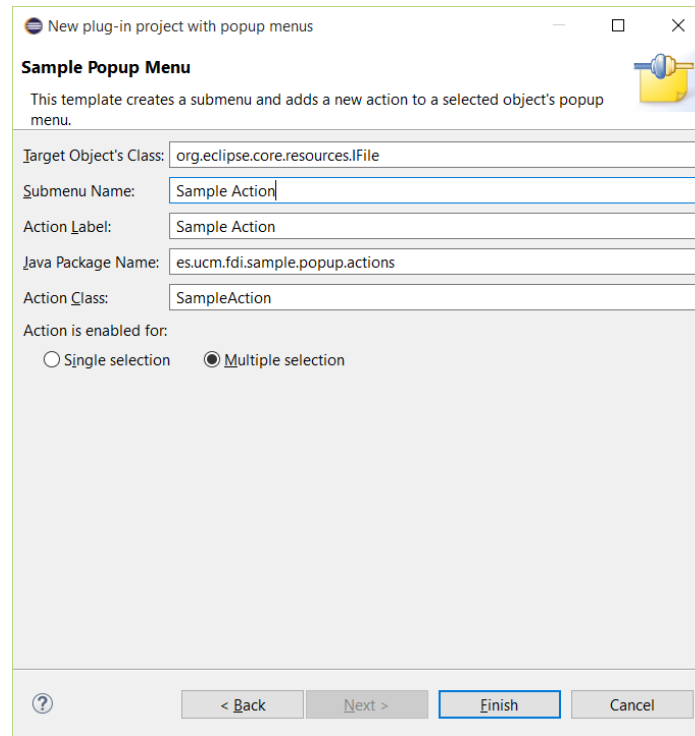 New plug-in project with popup menus
Sample Popup Menu
This template creates a submenu and adds a new action to a selected object's popup
menu.
Target Object's Class: org.eclipse.core.resources.IFile
Submenu Name: Sample Action
Action Label: Sample Action
Java Package Name: es.ucm.fdi.sample.popup.actions
Action Class: SampleAction
Action is enabled for:
Single selection Multiple selection
? < Back Next > Finish Cancel